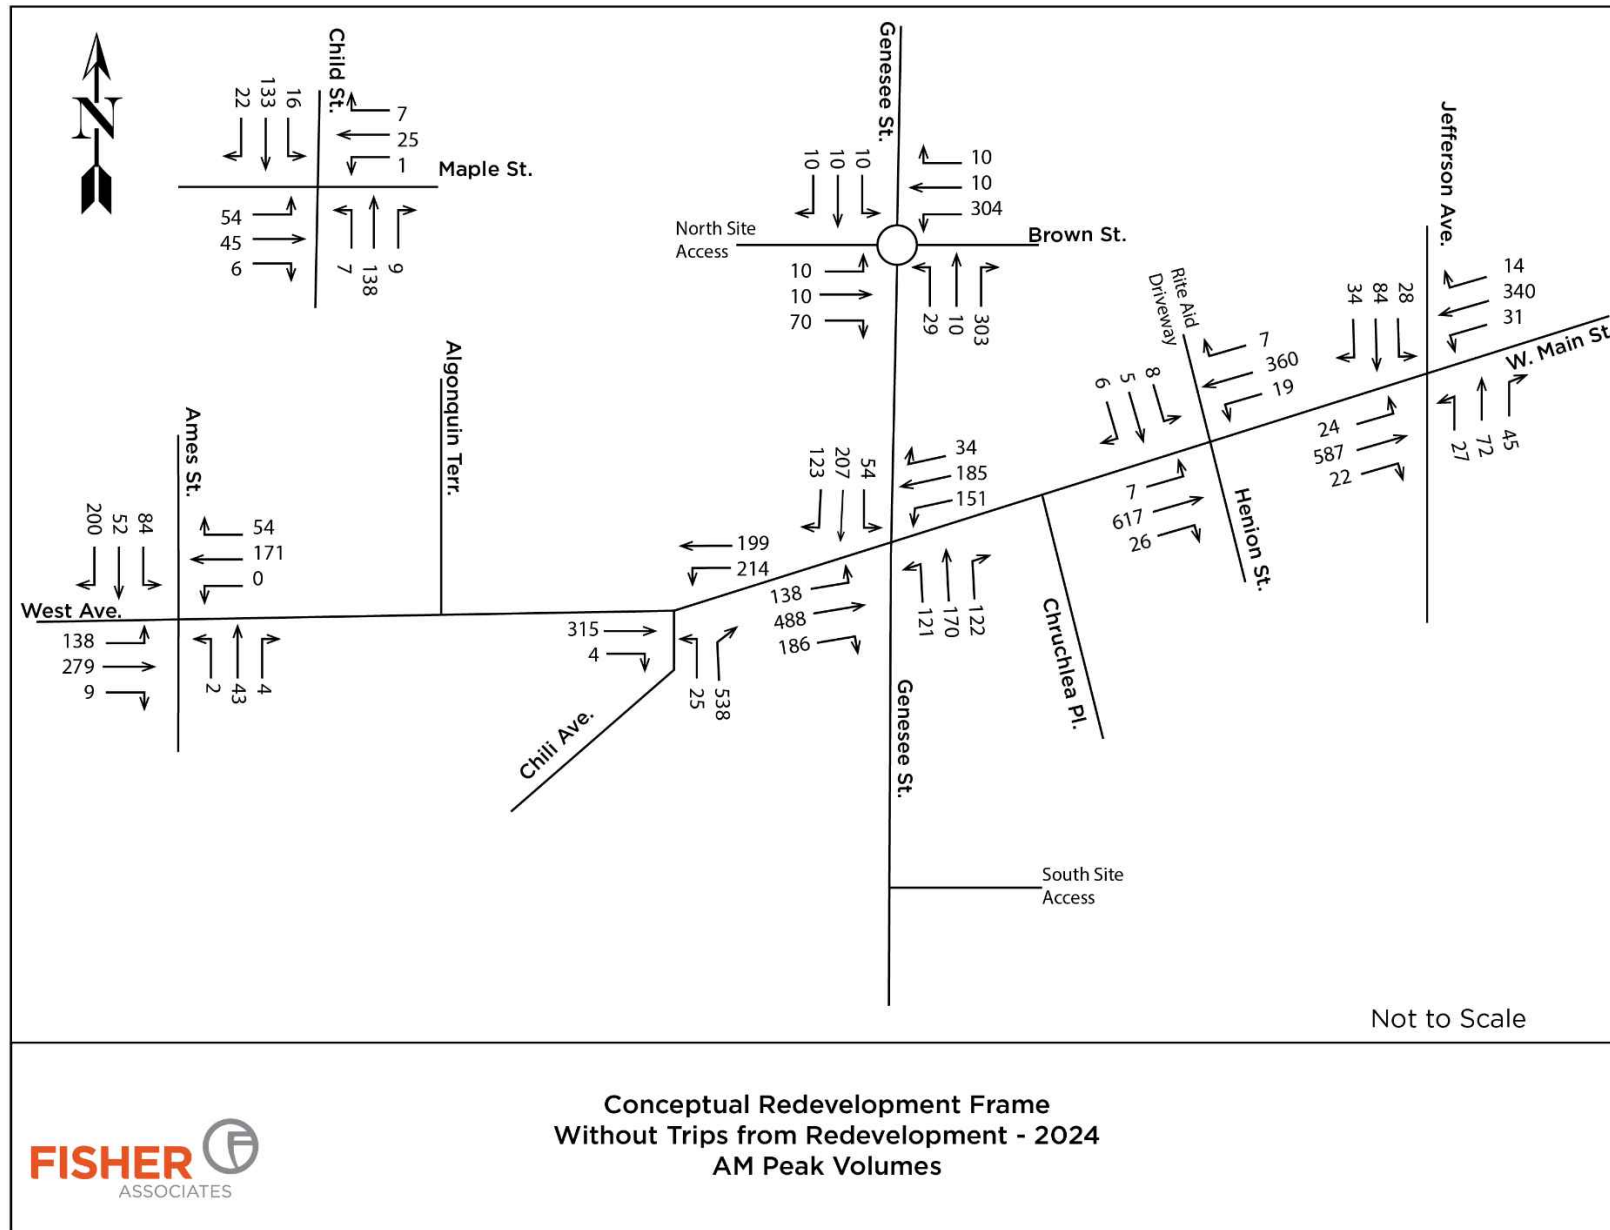 N
Child St.
22
133
16
7
25
1
Maple St.
54
45
6
7
138
9
Genesee St.
10
10
10
10
10
304
North Site
Access
Brown St.
10
10
70
29
10
303
Jefferson Ave.
34
84
28
14
340
31
W. Main St
24
587
22
27
72
45
Rite Aid
Driveway
6
5
8
7
360
19
7
617
26
Henion St.
Algonquin Terr.
Ames St.
200
52
84
54
171
0
West Ave.
138
279
9
2
43
4
199
214
315
4
25
538
Chili Ave.
123
207
54
34
185
151
138
488
186
121
170
122
Genesee St.
Chruchlea Pl.
South Site
Access
Not to Scale
Conceptual Redevelopment Frame
Without Trips from Redevelopment - 2024
AM Peak Volumes
FISHER
ASSOCIATES